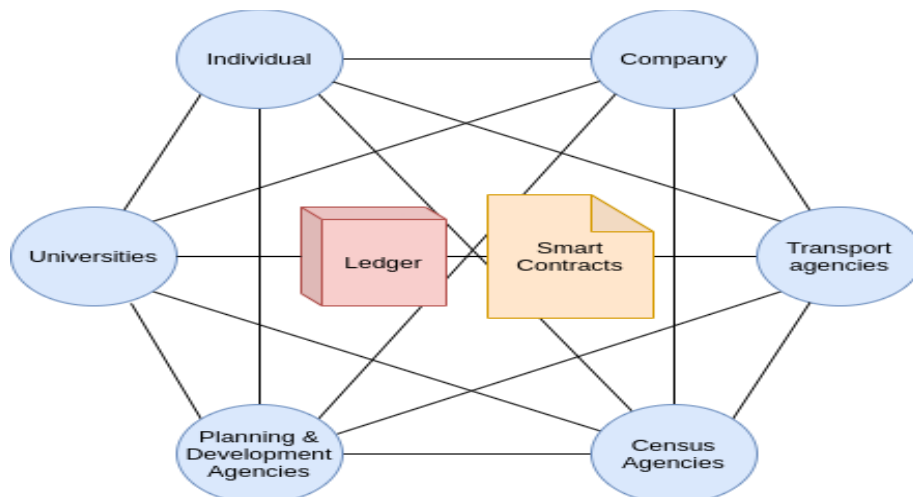 Individual
Company
Universities
Ledger
Smart
Contracts
Transport
agencies
Planning &
Development
Agencies
Census
Agencies